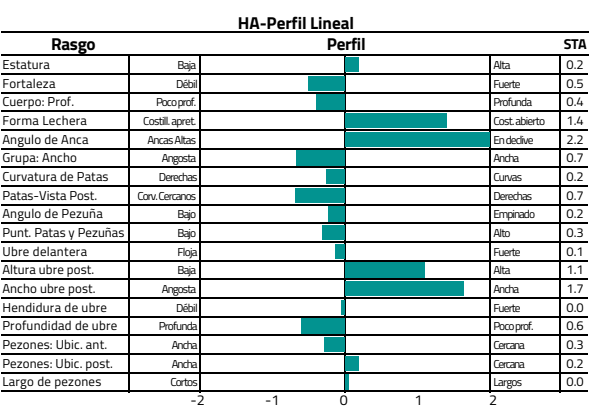 HA-Perfil Lineal
Rasgo Perfil STA
Estatura Baja Alta 0.2
Fortaleza Débil Fuerte 0.5
Cuerpo: Prof. Poco prof. Profunda 0.4
Forma Lechera Costill. apret. Cost. abierto 1.4
Angulo de Anca Ancas Altas En declive 2.2
Grupa: Ancho Angosta Ancha 0.7
Curvatura de Patas Derechas Curvas 0.2
Patas-Vista Post. Corv. Cercanos Derechas 0.7
Angulo de Pezuña Bajo Empinado 0.2
Punt. Patas y Pezuñas Bajo Alto 0.3
Ubre delantera Floja Fuerte 0.1
Altura ubre post. Baja Alta 1.1
Ancho ubre post. Angosta Ancha 1.7
Hendidura de ubre Débil Fuerte 0.0
Profundidad de ubre Profunda Poco prof. 0.6
Pezones: Ubic. ant. Ancha Cercana 0.3
Pezones: Ubic. post. Ancha Cercana 0.2
Largo de pezones Cortos Largos 0.0
-2 -1 0 1 2